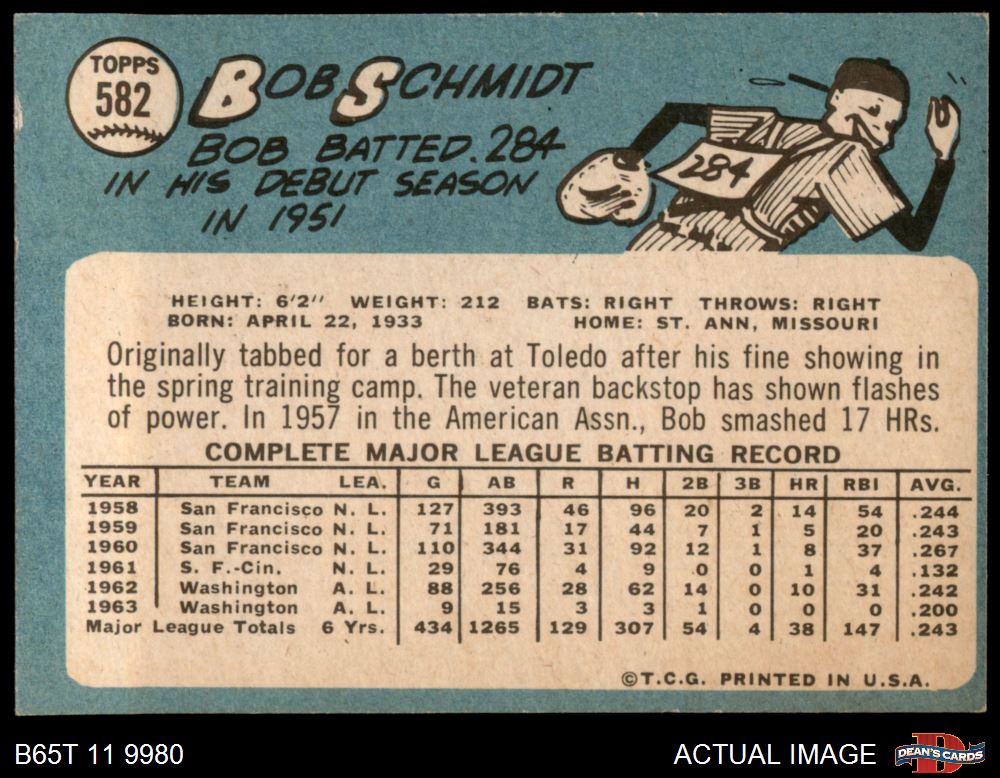 TOPPS
582
BOB SCHMIDT
BOB BATTED .284
IN HIS DEBUT SEASON
IN 1951
284
HEIGHT: 6'2" WEIGHT: 212 BATS: RIGHT THROWS: RIGHT
BORN: APRIL 22, 1933 HOME: ST. ANN, MISSOURI
Originally tabbed for a berth at Toledo after his fine showing in
the spring training camp. The veteran backstop has shown flashes
of power. In 1957 in the American Assn., Bob smashed 17 HRs.
COMPLETE MAJOR LEAGUE BATTING RECORD
YEAR TEAM LEA. G AB R H 2B 3B HR RBI AVG.
1958 San Francisco N. L. 127 393 46 96 20 2 14 54 .244
1959 San Francisco N. L. 71 181 17 44 7 1 5 20 .243
1960 San Francisco N. L. 110 344 31 92 12 1 8 37 .267
1961 S. F.-Cin. N. L. 29 76 4 9 0 0 1 4 .132
1962 Washington A. L. 88 256 28 62 14 0 10 31 .242
1963 Washington A. L. 9 15 3 3 1 0 0 0 .200
Major League Totals 6 Yrs. 434 1265 129 307 54 4 38 147 .243
©T.C.G. PRINTED IN U.S.A.
B65T 11 9980 ACTUAL IMAGE DEAN'S CARDS